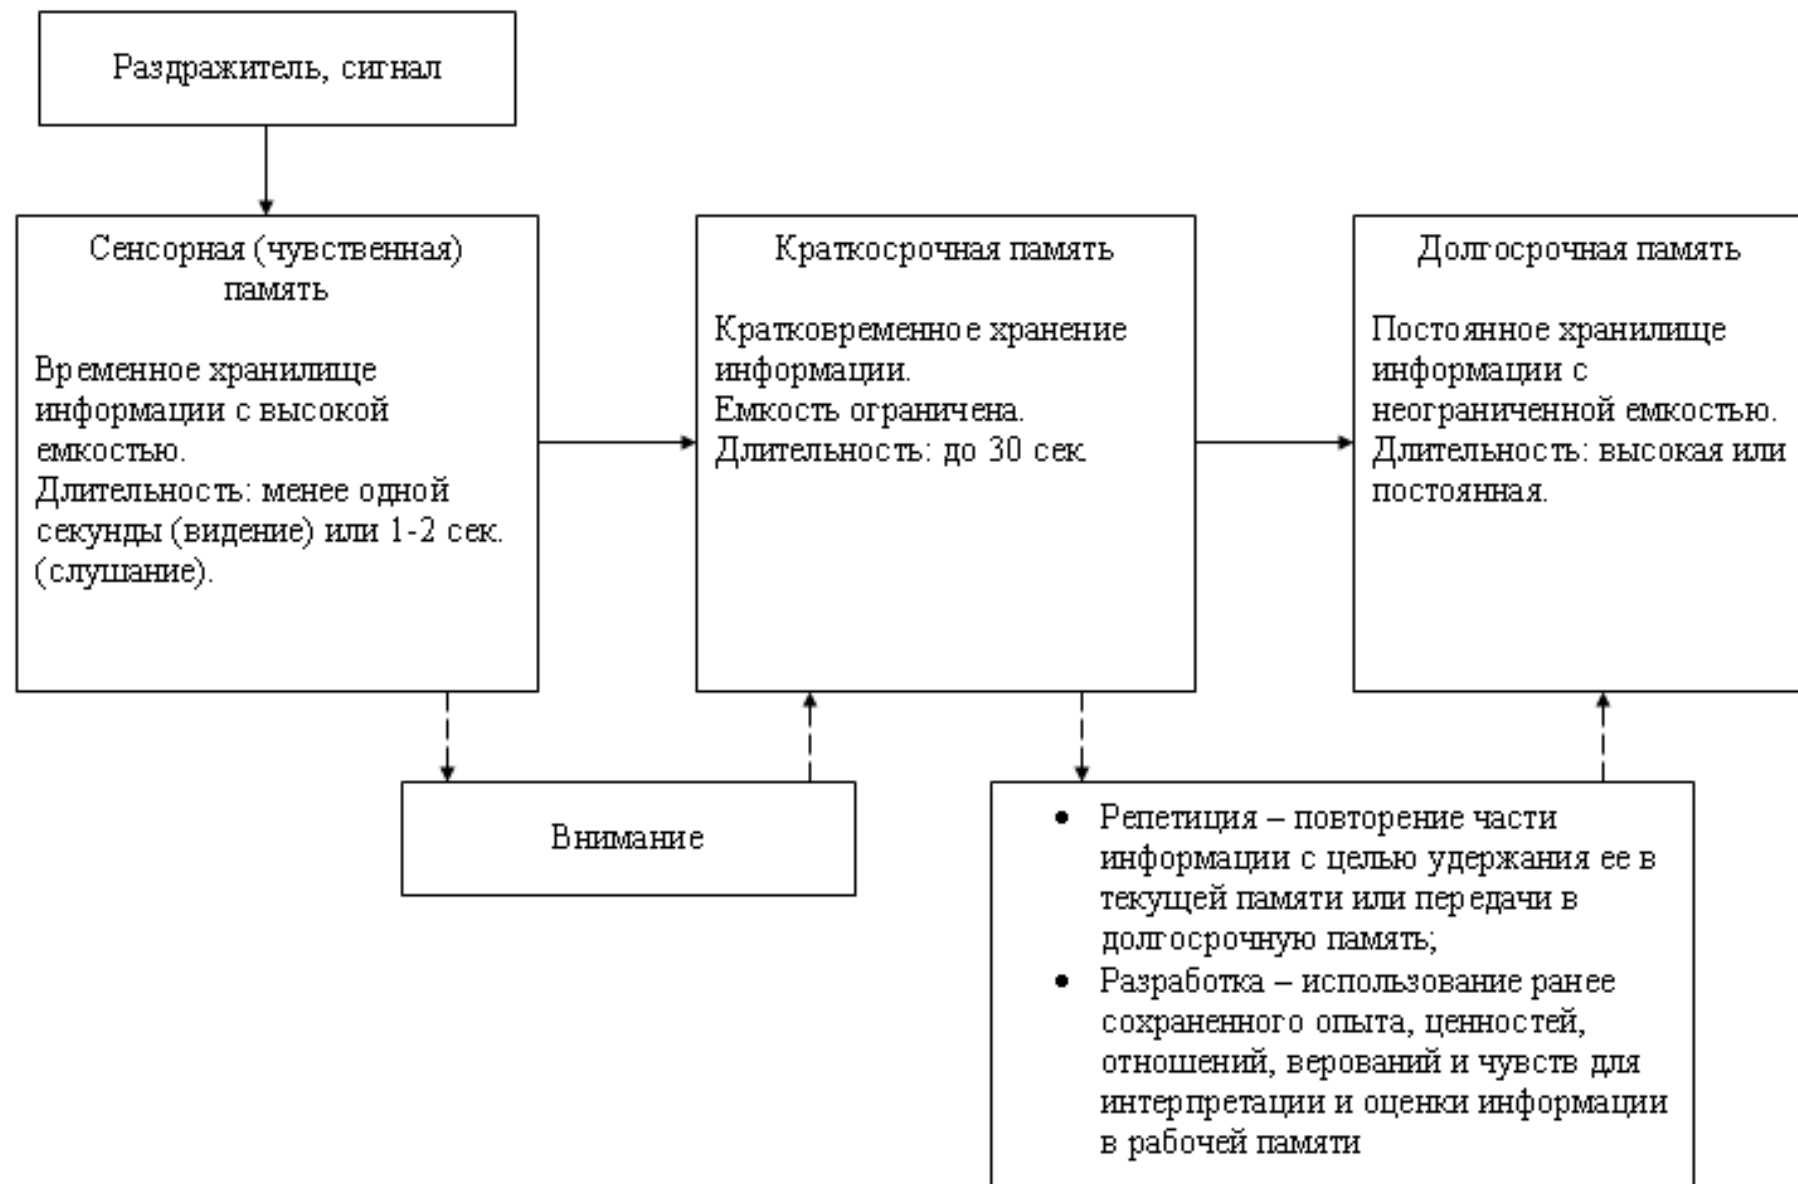 Раздражитель, сигнал
Сенсорная (чувственная)
память
Временное хранилище
информации с высокой
емкостью.
Длительность: менее одной
секунды (видение) или 1-2 сек.
(слушание).
Краткосрочная память
Кратковременное хранение
информации.
Емкость ограничена.
Длительность: до 30 сек
Долгосрочная память
Постоянное хранилище
информации с
неограниченной емкостью.
Длительность: высокая или
постоянная.
Внимание
• Репетиция – повторение части
информации с целью удержания ее в
текущей памяти или передачи в
долгосрочную память;
• Разработка – использование ранее
сохраненного опыта, ценностей,
отношений, верований и чувств для
интерпретации и оценки информации
в рабочей памяти